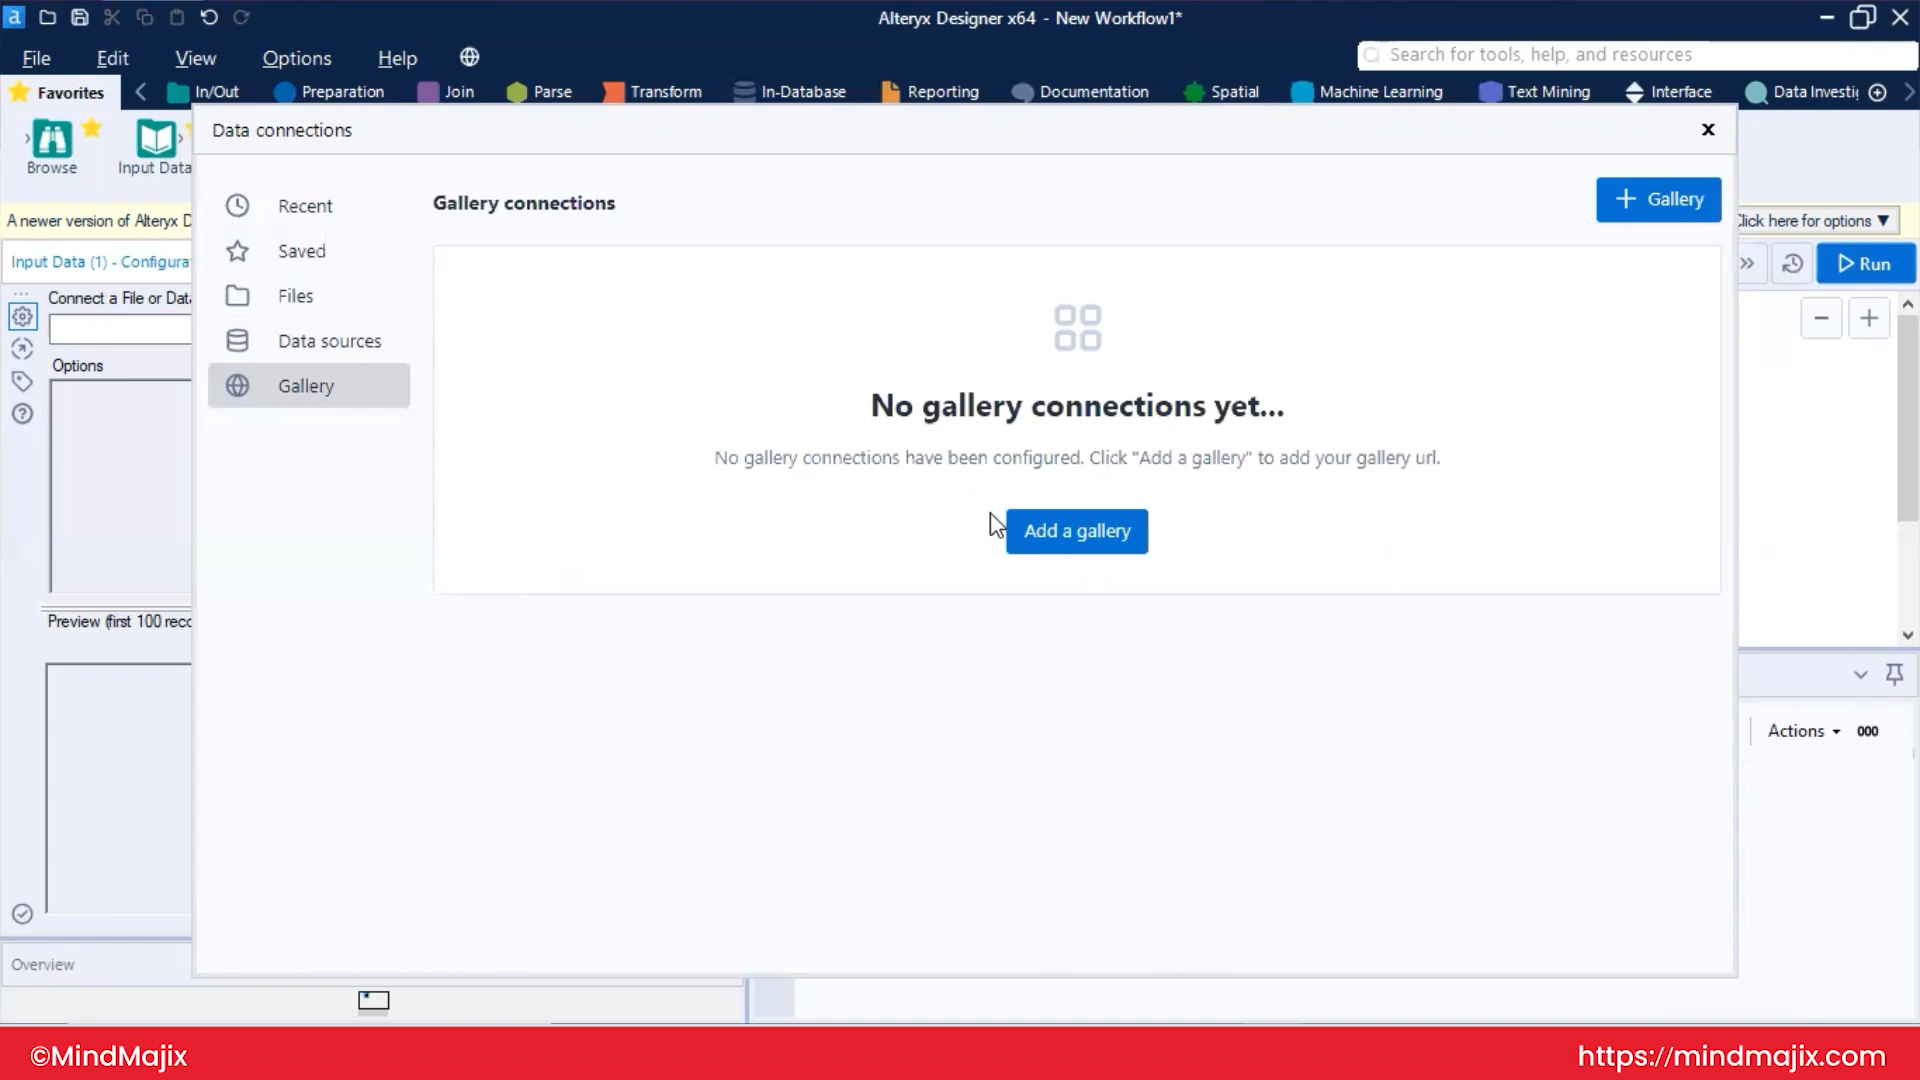 a
Alteryx Designer x64 - New Workflow1*
File Edit View Options Help
Search for tools, help, and resources
Favorites In/Out Preparation Join Parse Transform In-Database Reporting Documentation Spatial Machine Learning Text Mining Interface Data Investi
Browse
Input Data
A newer version of Alteryx D
Click here for options
Input Data (1) - Configurat
Run
Connect a File or Data
Options
Preview (first 100 reco
Overview
Data connections
x
Recent
Saved
Files
Data sources
Gallery
Gallery connections
+ Gallery
No gallery connections yet...
No gallery connections have been configured. Click "Add a gallery" to add your gallery url.
Add a gallery
Actions
000
©MindMajix
https://mindmajix.com